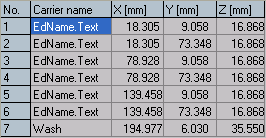 No. Carrier name X [mm] Y [mm] Z [mm]
1 EdName.Text 18.305 9.058 16.868
2 EdName.Text 18.305 73.348 16.868
3 EdName.Text 78.928 9.058 16.868
4 EdName.Text 78.928 73.348 16.868
5 EdName.Text 139.458 9.058 16.868
6 EdName.Text 139.458 73.348 16.868
7 Wash 194.977 6.030 35.550